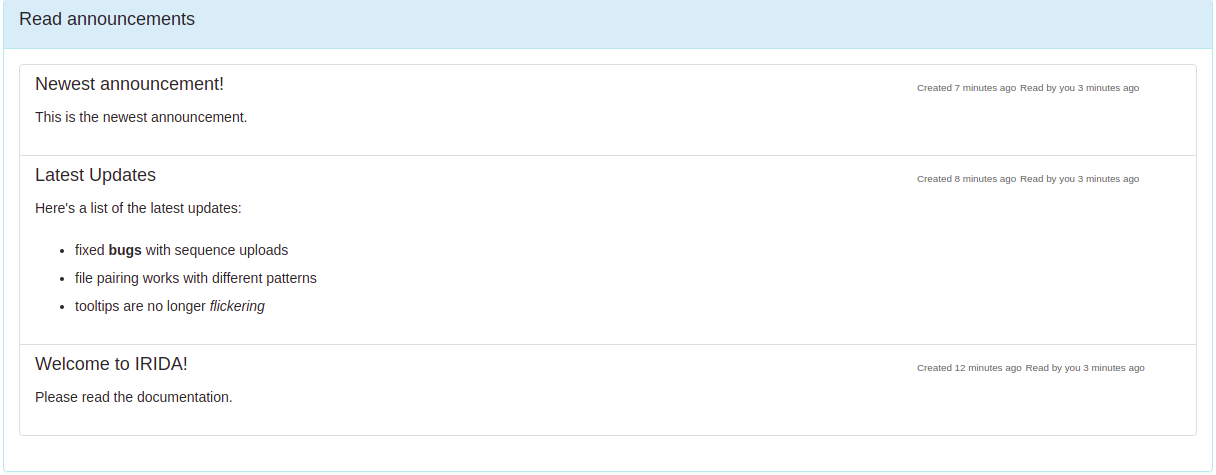 Read announcements
Newest announcement!
Created 7 minutes ago Read by you 3 minutes ago
This is the newest announcement.
Latest Updates
Created 8 minutes ago Read by you 3 minutes ago
Here's a list of the latest updates:
• fixed bugs with sequence uploads
• file pairing works with different patterns
• tooltips are no longer flickering
Welcome to IRIDA!
Created 12 minutes ago Read by you 3 minutes ago
Please read the documentation.